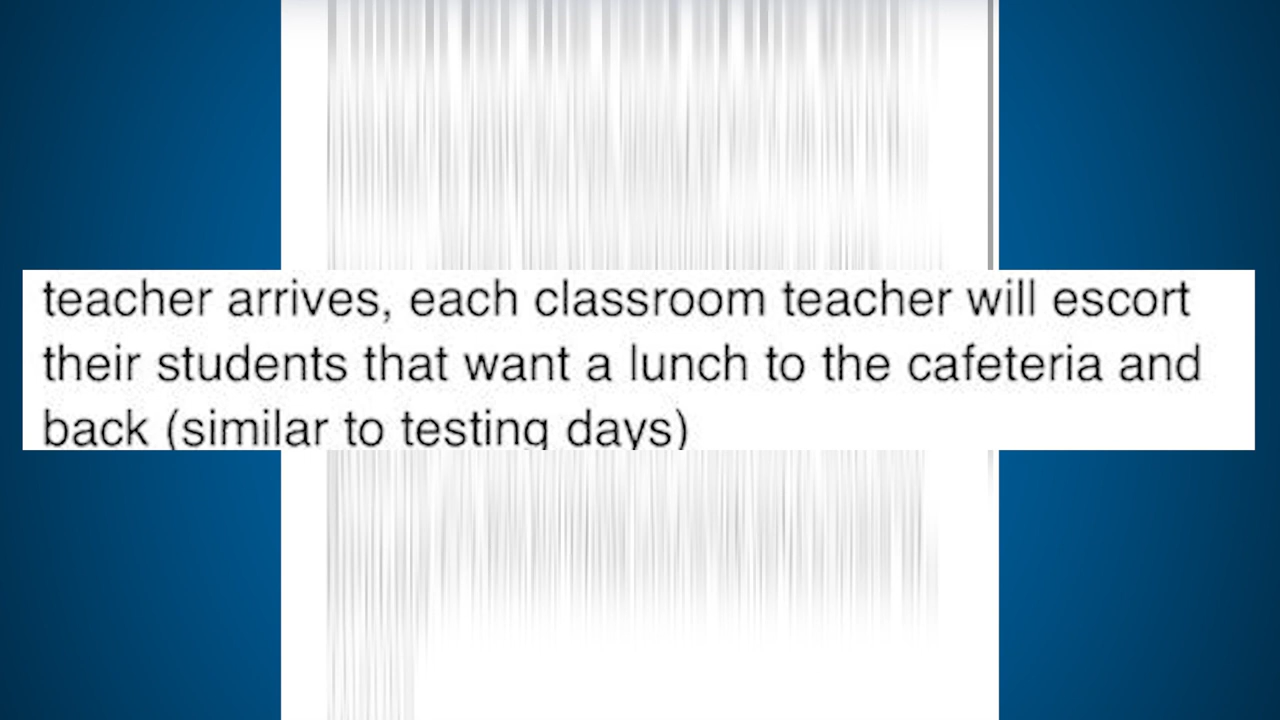 teacher arrives, each classroom teacher will escort
their students that want a lunch to the cafeteria and
back (similar to testing days)